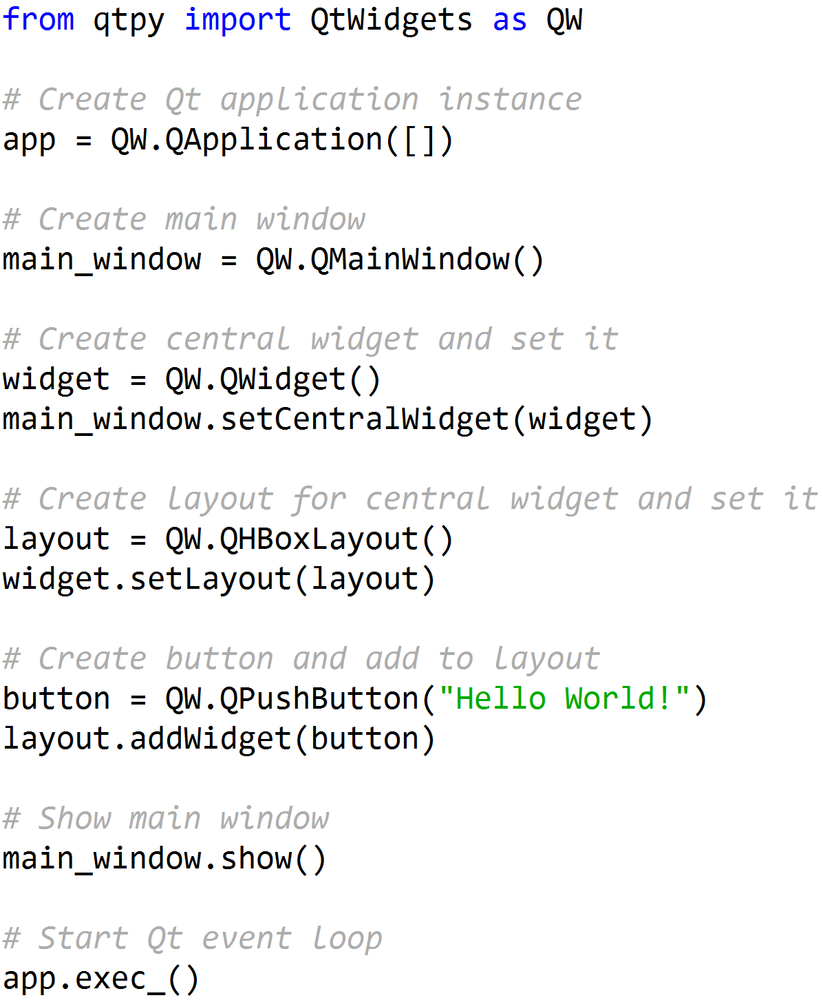 from qtpy import QtWidgets as QW
# Create Qt application instance
app = QW.QApplication([])
# Create main window
main_window = QW.QMainWindow()
# Create central widget and set it
widget = QW.QWidget()
main_window.setCentralWidget(widget)
# Create layout for central widget and set it
layout = QW.QHBoxLayout()
widget.setLayout(layout)
# Create button and add to layout
button = QW.QPushButton("Hello World!")
layout.addWidget(button)
# Show main window
main_window.show()
# Start Qt event loop
app.exec_()